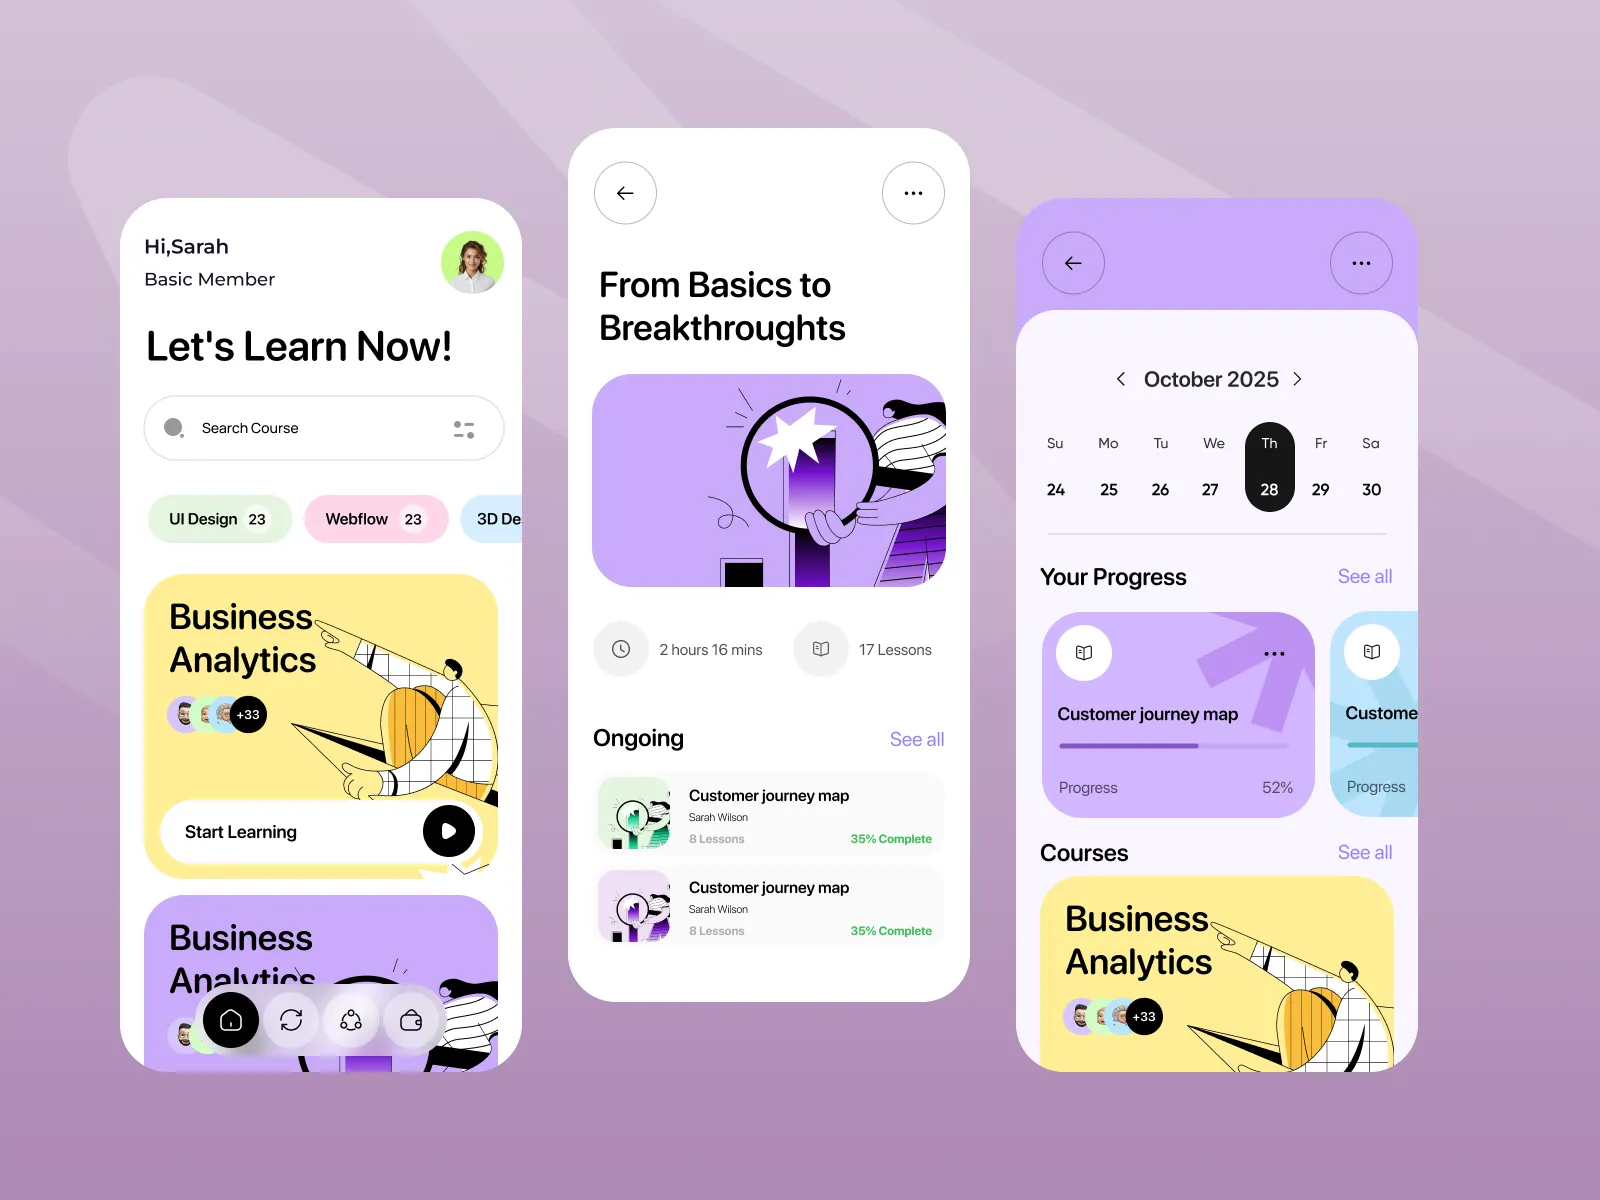 Hi,Sarah
Basic Member
Let's Learn Now!
Search Course
UI Design 23
Webflow 23
3D De
Business
Analytics
+33
Start Learning
Business
Analytics
From Basics to
Breakthroughts
2 hours 16 mins
17 Lessons
Ongoing
See all
Customer journey map
Sarah Wilson
8 Lessons
35% Complete
Customer journey map
Sarah Wilson
8 Lessons
35% Complete
October 2025
Su Mo Tu We Th Fr Sa
24 25 26 27 28 29 30
Your Progress
See all
Customer journey map
Progress
52%
Custome
Progress
Courses
See all
Business
Analytics
+33